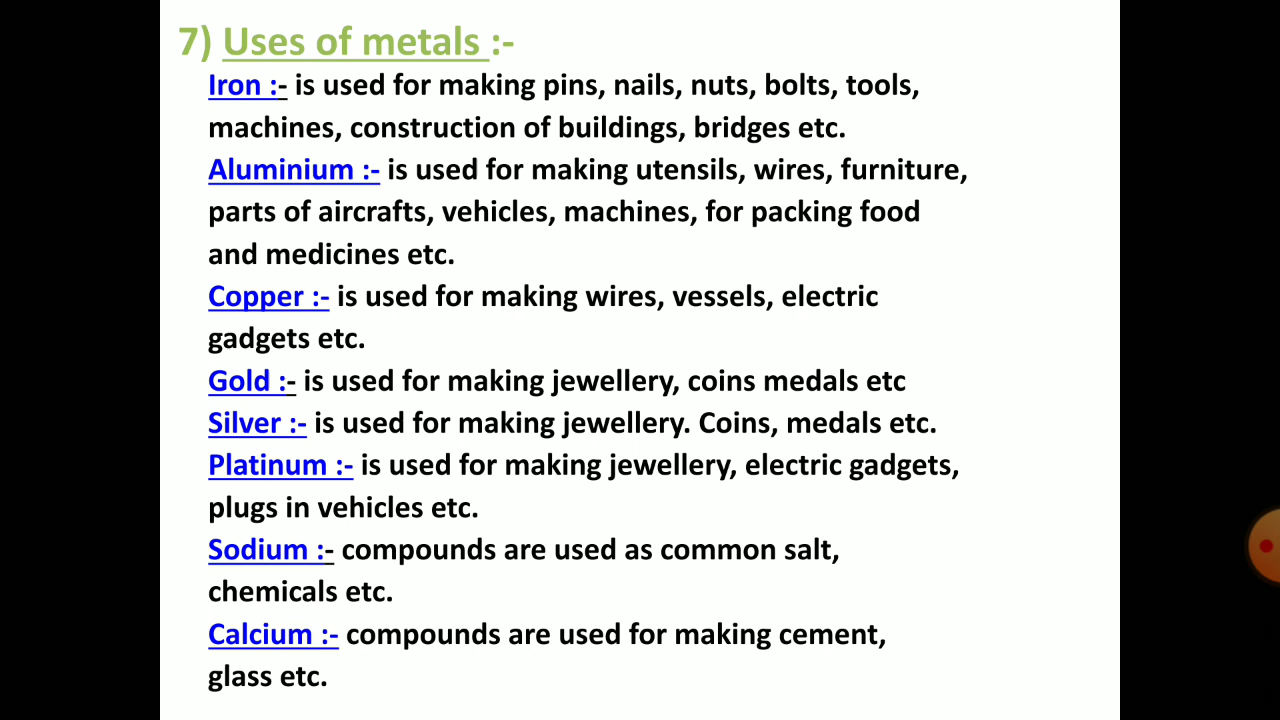 7) Uses of metals :-
Iron :- is used for making pins, nails, nuts, bolts, tools,
machines, construction of buildings, bridges etc.
Aluminium :- is used for making utensils, wires, furniture,
parts of aircrafts, vehicles, machines, for packing food
and medicines etc.
Copper :- is used for making wires, vessels, electric
gadgets etc.
Gold :- is used for making jewellery, coins medals etc
Silver :- is used for making jewellery. Coins, medals etc.
Platinum :- is used for making jewellery, electric gadgets,
plugs in vehicles etc.
Sodium :- compounds are used as common salt,
chemicals etc.
Calcium :- compounds are used for making cement,
glass etc.